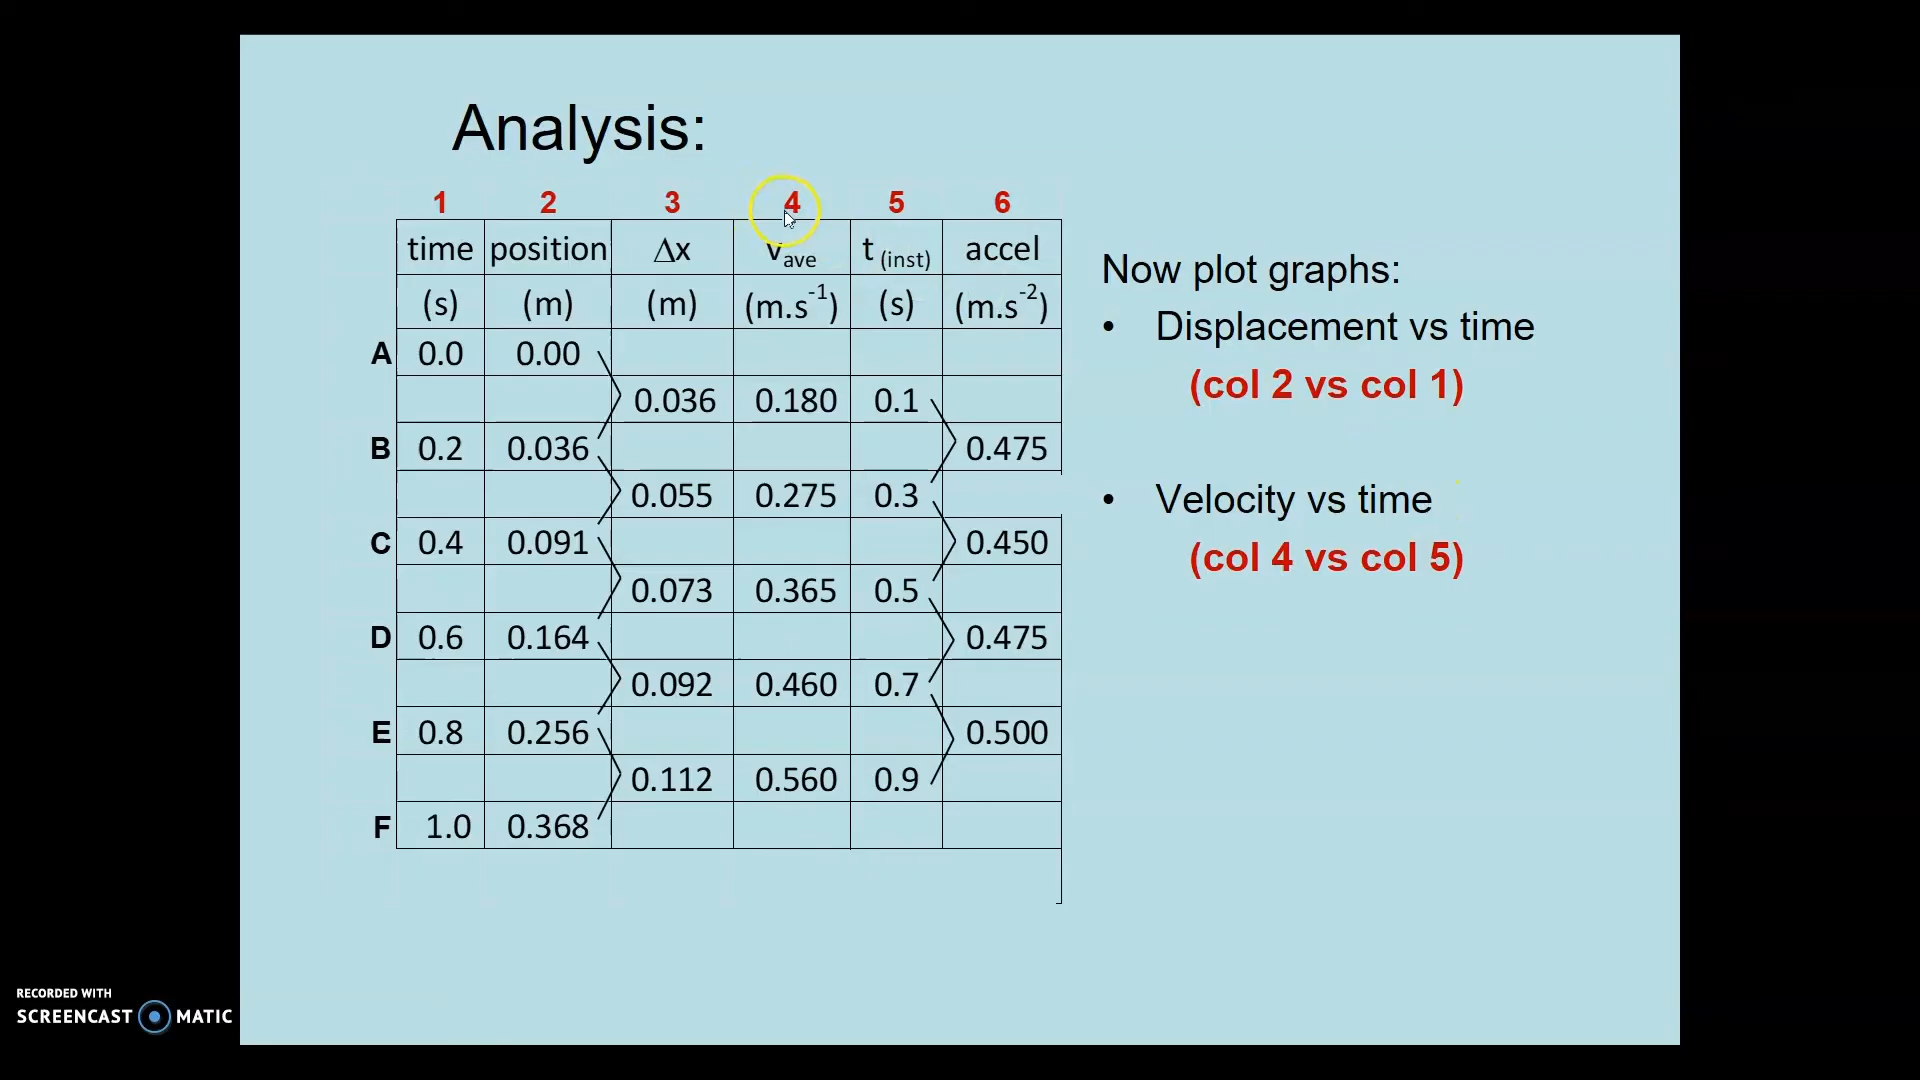 Analysis:
1 2 3 4 5 6
time position Δx vave t (inst) accel
(s) (m) (m) (m.s-1) (s) (m.s-2)
A 0.0 0.00
0.036 0.180 0.1
B 0.2 0.036 0.475
0.055 0.275 0.3
C 0.4 0.091 0.450
0.073 0.365 0.5
D 0.6 0.164 0.475
0.092 0.460 0.7
E 0.8 0.256 0.500
0.112 0.560 0.9
F 1.0 0.368
Now plot graphs:
• Displacement vs time
(col 2 vs col 1)
• Velocity vs time
(col 4 vs col 5)
RECORDED WITH
SCREENCAST MATIC